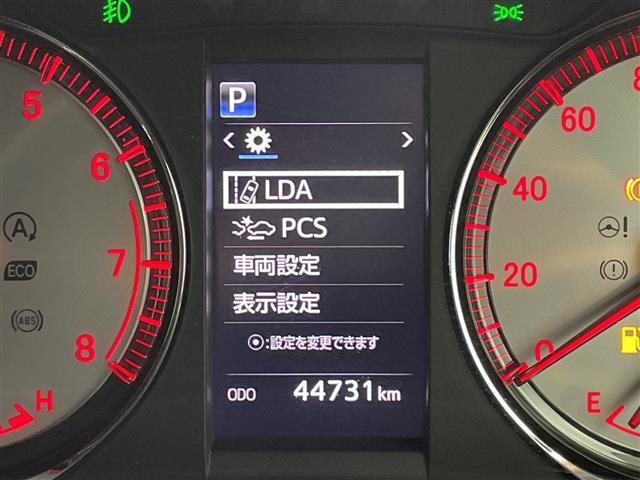 P
LDA
PCS
車両設定
表示設定
⦿:設定を変更できます
ODO 44731 km
5
6
7
8
H
A
ECO
ABS
60
40
20
0
E